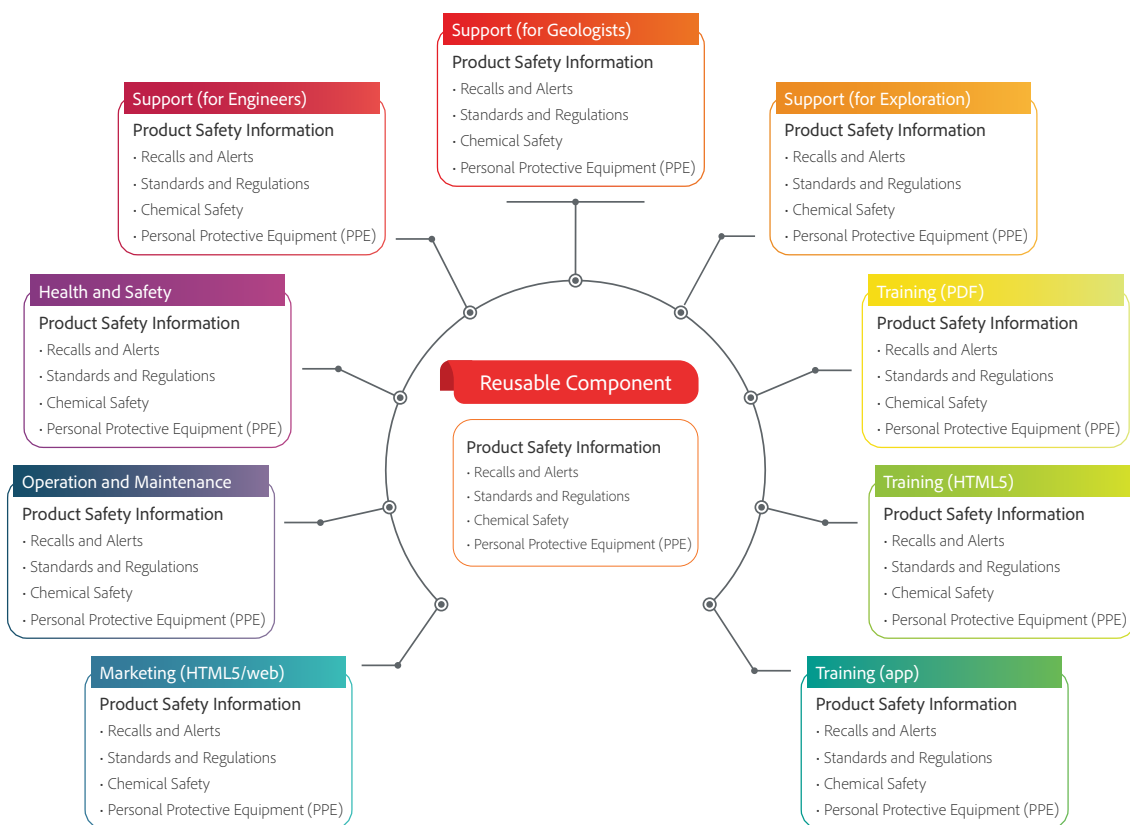 Support (for Geologists)
Product Safety Information
· Recalls and Alerts
· Standards and Regulations
· Chemical Safety
· Personal Protective Equipment (PPE)
Support (for Engineers)
Product Safety Information
· Recalls and Alerts
· Standards and Regulations
· Chemical Safety
· Personal Protective Equipment (PPE)
Support (for Exploration)
Product Safety Information
· Recalls and Alerts
· Standards and Regulations
· Chemical Safety
· Personal Protective Equipment (PPE)
Health and Safety
Product Safety Information
· Recalls and Alerts
· Standards and Regulations
· Chemical Safety
· Personal Protective Equipment (PPE)
Training (PDF)
Product Safety Information
· Recalls and Alerts
· Standards and Regulations
· Chemical Safety
· Personal Protective Equipment (PPE)
Reusable Component
Product Safety Information
· Recalls and Alerts
· Standards and Regulations
· Chemical Safety
· Personal Protective Equipment (PPE)
Operation and Maintenance
Product Safety Information
· Recalls and Alerts
· Standards and Regulations
· Chemical Safety
· Personal Protective Equipment (PPE)
Training (HTML5)
Product Safety Information
· Recalls and Alerts
· Standards and Regulations
· Chemical Safety
· Personal Protective Equipment (PPE)
Marketing (HTML5/web)
Product Safety Information
· Recalls and Alerts
· Standards and Regulations
· Chemical Safety
· Personal Protective Equipment (PPE)
Training (app)
Product Safety Information
· Recalls and Alerts
· Standards and Regulations
· Chemical Safety
· Personal Protective Equipment (PPE)